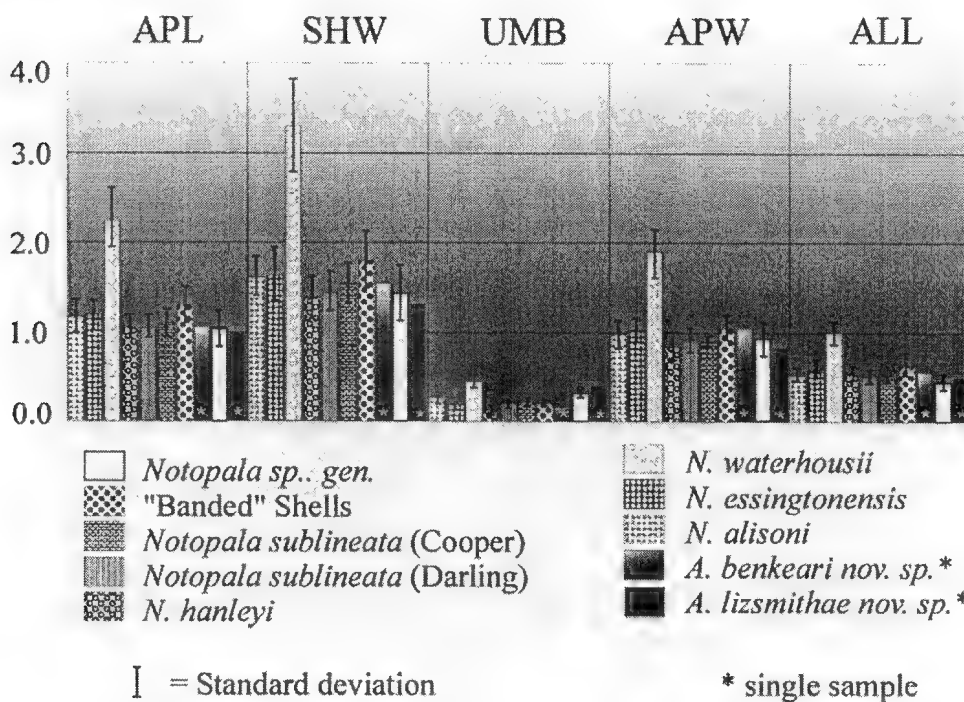 APL SHW UMB APW ALL
4.0
3.0
2.0
1.0
0.0
Notopala sp.. gen.
"Banded" Shells
Notopala sublineata (Cooper)
Notopala sublineata (Darling)
N. hanleyi
N. waterhousii
N. essingtonensis
N. alisoni
A. benkeari nov. sp.*
A. lizsmithae nov. sp.*
= Standard deviation
* single sample